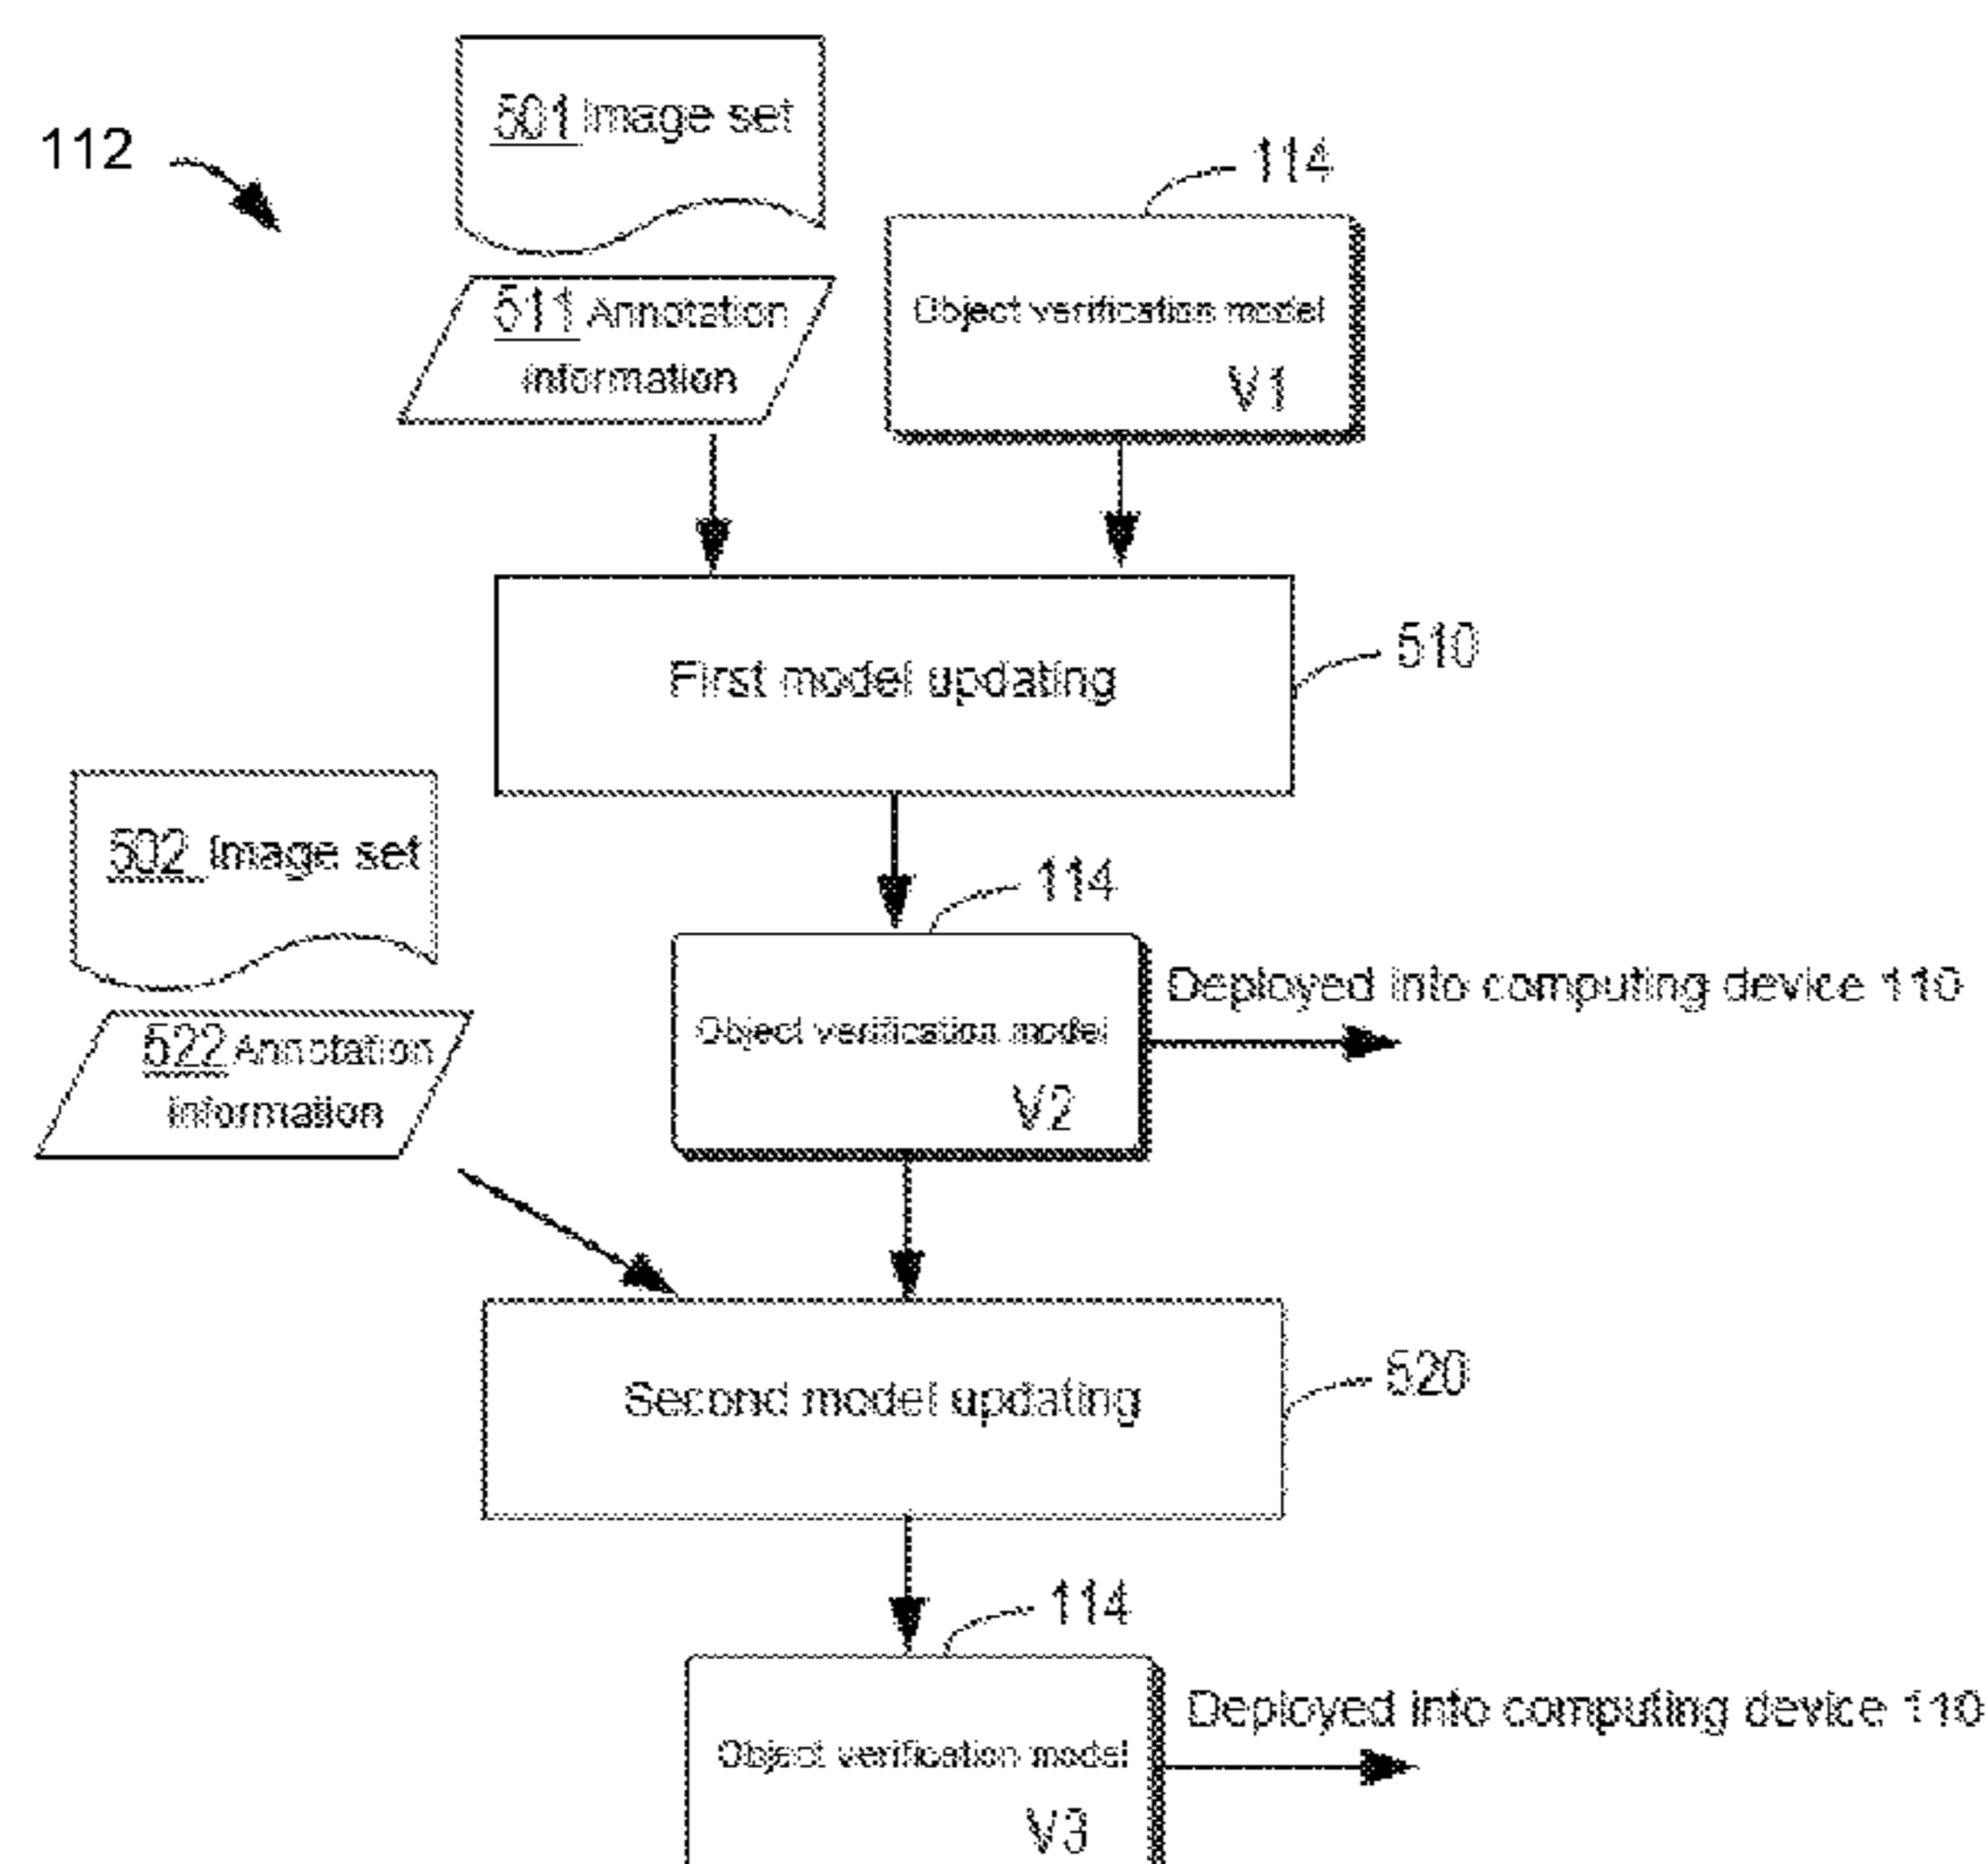 501 Image set
112
114
511 Annotation
information
Object verification model
V1
First model updating
510
502 Image set
114
Deployed into computing device 110
522 Annotation
information
Object verification model
V2
Second model updating
520
114
Deployed into computing device 110
Object verification model
V3